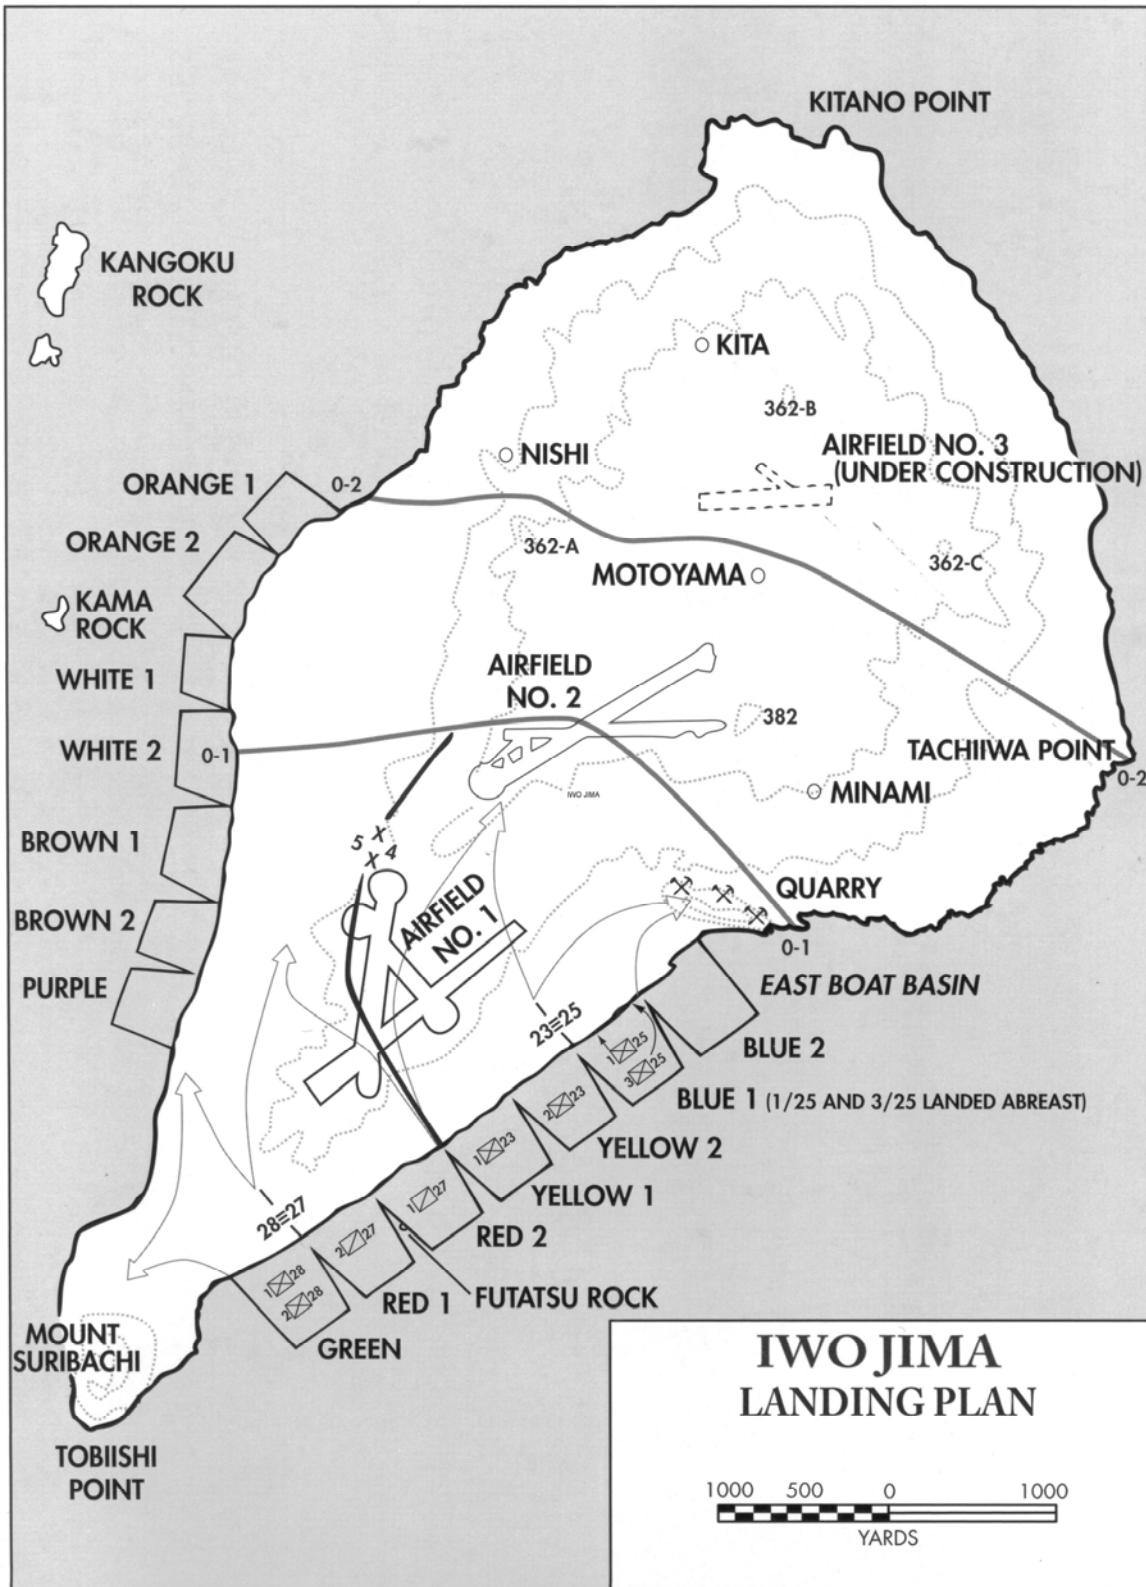 KITANO POINT
KANGOKU
ROCK
KITA
362-B
AIRFIELD NO. 3
(UNDER CONSTRUCTION)
NISHI
ORANGE 1
0-2
ORANGE 2
362-A
362-C
MOTOYAMA
KAMA
ROCK
WHITE 1
AIRFIELD
NO. 2
382
WHITE 2
0-1
TACHIIWA POINT
0-2
IWO JIMA
MINAMI
BROWN 1
5 X
X 4
AIRFIELD
NO. 1
QUARRY
BROWN 2
0-1
PURPLE
EAST BOAT BASIN
23≡25
1 25
3 25
BLUE 2
BLUE 1 (1/25 AND 3/25 LANDED ABREAST)
2 23
YELLOW 2
1 23
YELLOW 1
1 27
RED 2
28≡27
2 27
FUTATSU ROCK
RED 1
1 28
2 28
GREEN
MOUNT
SURIBACHI
TOBIISHI
POINT
IWO JIMA
LANDING PLAN
1000 500 0 1000
YARDS